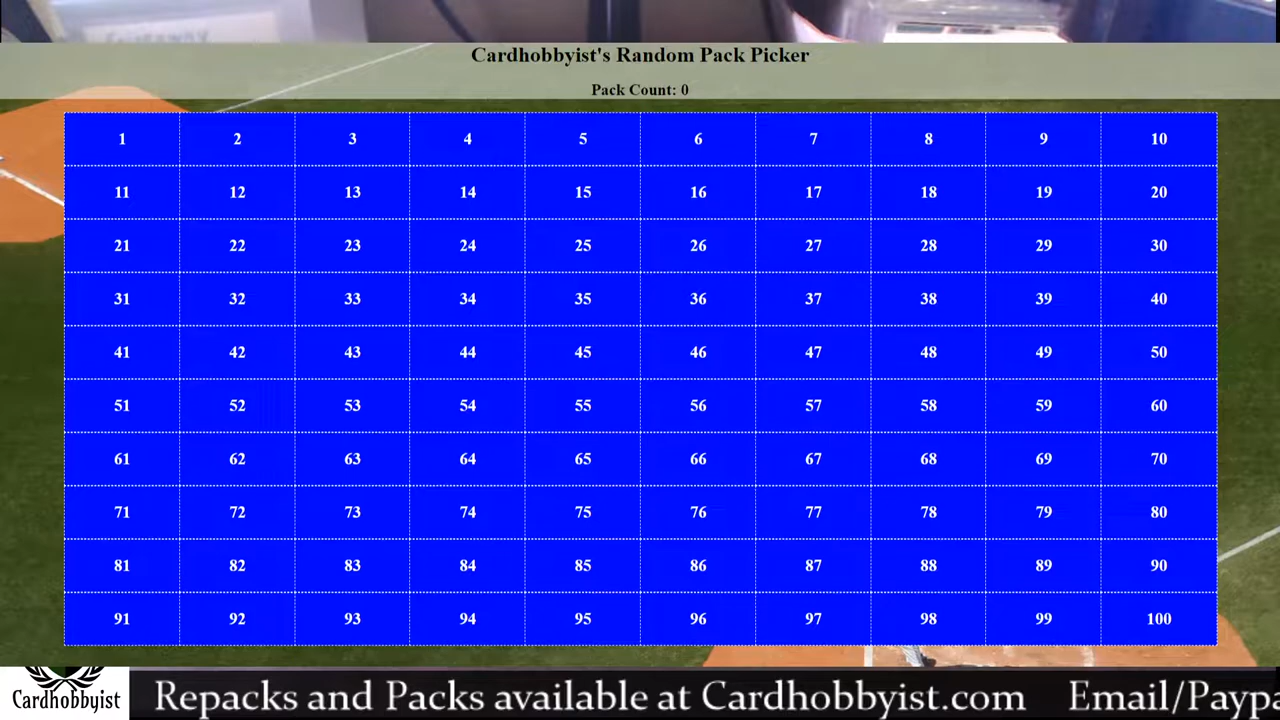 Cardhobbyist's Random Pack Picker
Pack Count: 0
1 2 3 4 5 6 7 8 9 10
11 12 13 14 15 16 17 18 19 20
21 22 23 24 25 26 27 28 29 30
31 32 33 34 35 36 37 38 39 40
41 42 43 44 45 46 47 48 49 50
51 52 53 54 55 56 57 58 59 60
61 62 63 64 65 66 67 68 69 70
71 72 73 74 75 76 77 78 79 80
81 82 83 84 85 86 87 88 89 90
91 92 93 94 95 96 97 98 99 100
Cardhobbyist
Repacks and Packs available at Cardhobbyist.com Email/Paypa